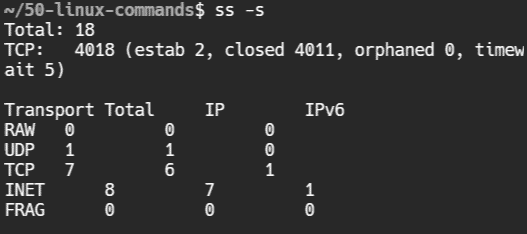 ~/50-linux-commands$ ss -s
Total: 18
TCP:   4018 (estab 2, closed 4011, orphaned 0, timew
ait 5)

Transport Total     IP        IPv6
RAW   0         0         0
UDP   1         1         0
TCP   7         6         1
INET      8         7         1
FRAG      0         0         0